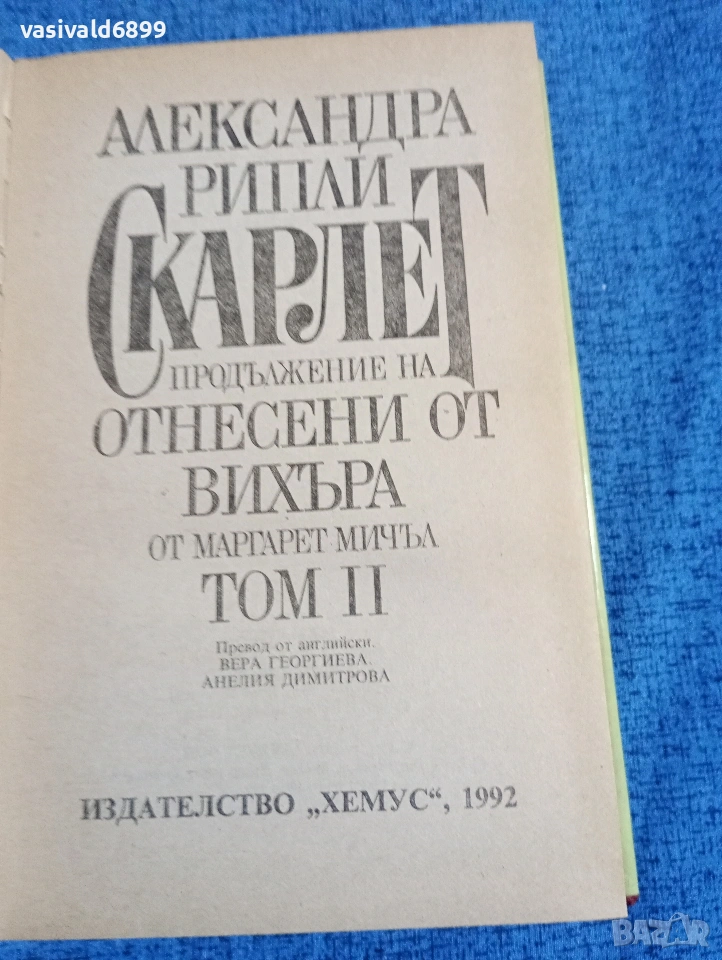 vasivald6899
АЛЕКСАНДРА
РИПЛИ
СКАРЛЕТ
ПРОДЪЛЖЕНИЕ НА
ОТНЕСЕНИ ОТ
ВИХЪРА
ОТ МАРГАРЕТ МИЧЪЛ
ТОМ II
Превод от английски.
ВЕРА ГЕОРГИЕВА.
АНЕЛИЯ ДИМИТРОВА
ИЗДАТЕЛСТВО „ХЕМУС“, 1992
BAZAR